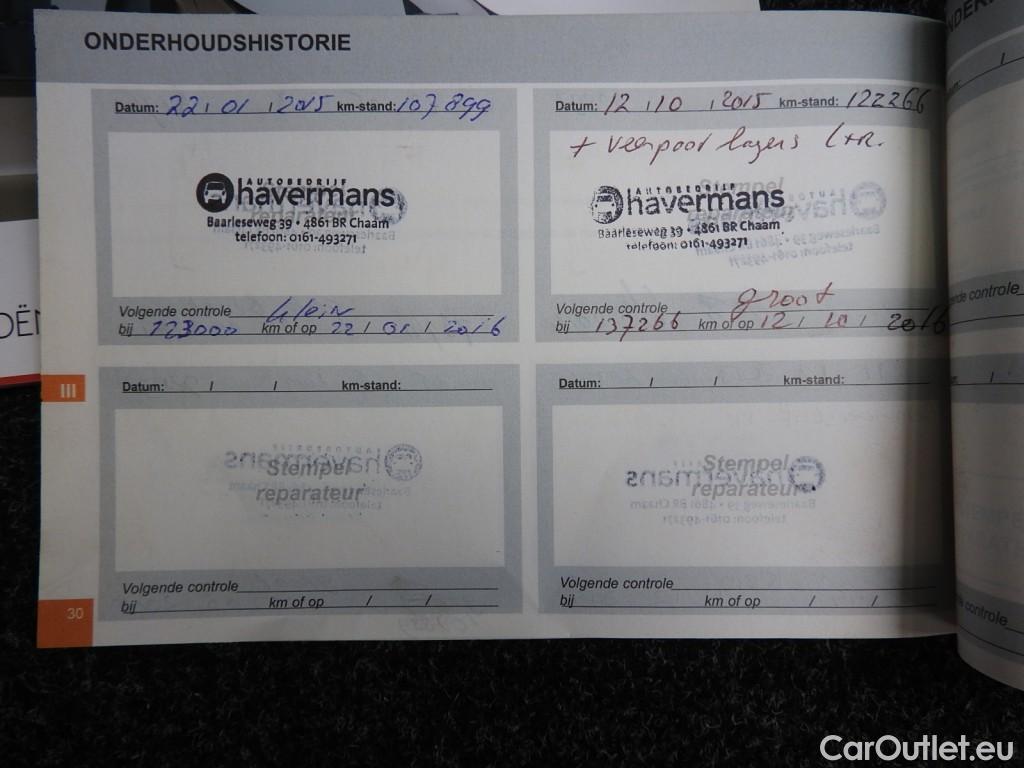 ONDERHOUDSHISTORIE
Datum: 22 / 01 / 2015 km-stand: 107 899
AUTOBEDRIJF
havermans
Baarleseweg 39 • 4861 BR Chaam
telefoon: 0161-493271
Volgende controle klein
bij 123000 km of op 22 / 01 / 2016
Datum: 12 / 10 / 2015 km-stand: 122266
+ veerpoot lagers L+R.
Stempel
AUTOBEDRIJF
havermans
Baarleseweg 39 • 4861 BR Chaam
telefoon: 0161-493271
Volgende controle groot
bij 137266 km of op 12 / 10 / 2016
III
Datum: / / km-stand:
Stempel
reparateur
Volgende controle
bij km of op / /
Datum: / / km-stand:
Stempel
reparateur
Volgende controle
bij km of op / /
30
CarOutlet.eu